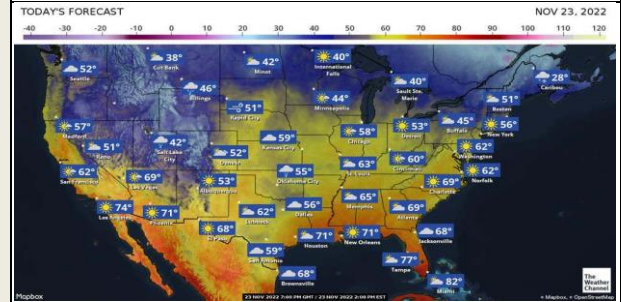 TODAY'S FORECAST
NOV 23, 2022
-40 -30 -20 -10 0 10 20 30 40 50 60 70 80 90 100 110 120
52°
Seattle
38°
Cut Bank
42°
Minot
40°
International
Falls
28°
Caribou
46°
Billings
51°
Rapid City
44°
Minneapolis
40°
Sault Ste.
Marie
51°
Boston
57°
Medford
51°
Reno
42°
Salt Lake
City
52°
Denver
59°
Kansas City
58°
Chicago
53°
Detroit
45°
Buffalo
56°
New York
62°
San Francisco
69°
Las Vegas
53°
Albuquerque
55°
Oklahoma City
63°
St. Louis
60°
Cincinnati
62°
Washington
62°
Norfolk
74°
Los Angeles
71°
Phoenix
68°
El Paso
62°
Lubbock
56°
Dallas
65°
Memphis
69°
Atlanta
69°
Charlotte
59°
San Antonio
71°
Houston
71°
New Orleans
68°
Jacksonville
68°
Brownsville
77°
Tampa
82°
Miami
The
Weather
Channel
Mapbox
23 NOV 2022 7:00 PM GMT / 23 NOV 2022 2:00 PM EST
© Mapbox, © OpenStreetMap